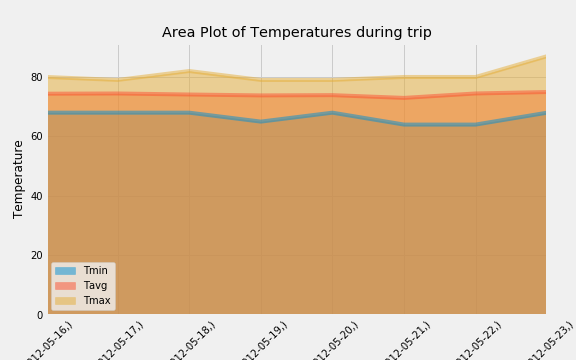 Area Plot of Temperatures during trip
Temperature
80
60
40
20
0
Tmin
Tavg
Tmax
012-05-16,)
012-05-17,)
012-05-18,)
012-05-19,)
012-05-20,)
012-05-21,)
012-05-22,)
012-05-23,)